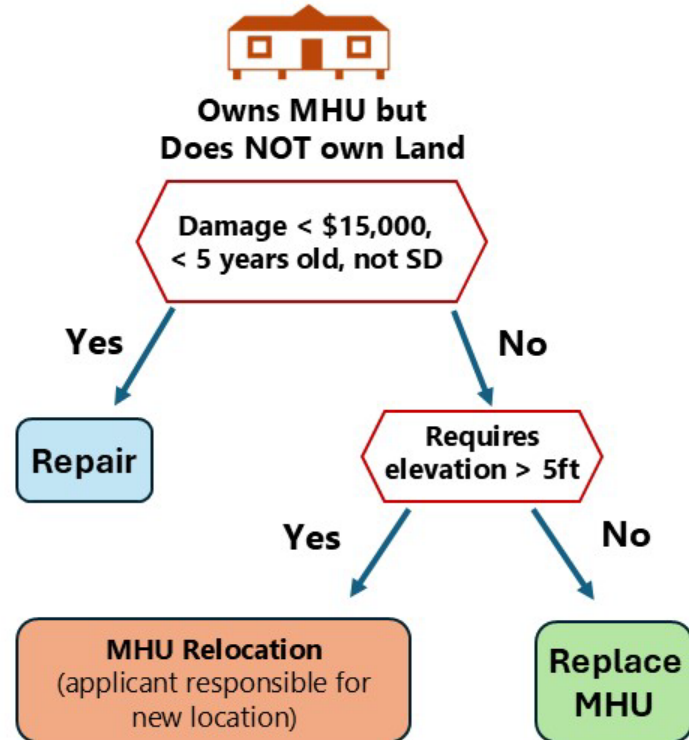 Owns MHU but
Does NOT own Land
Damage < $15,000,
< 5 years old, not SD
Yes
No
Repair
Requires
elevation > 5ft
Yes
No
MHU Relocation
(applicant responsible for
new location)
Replace
MHU